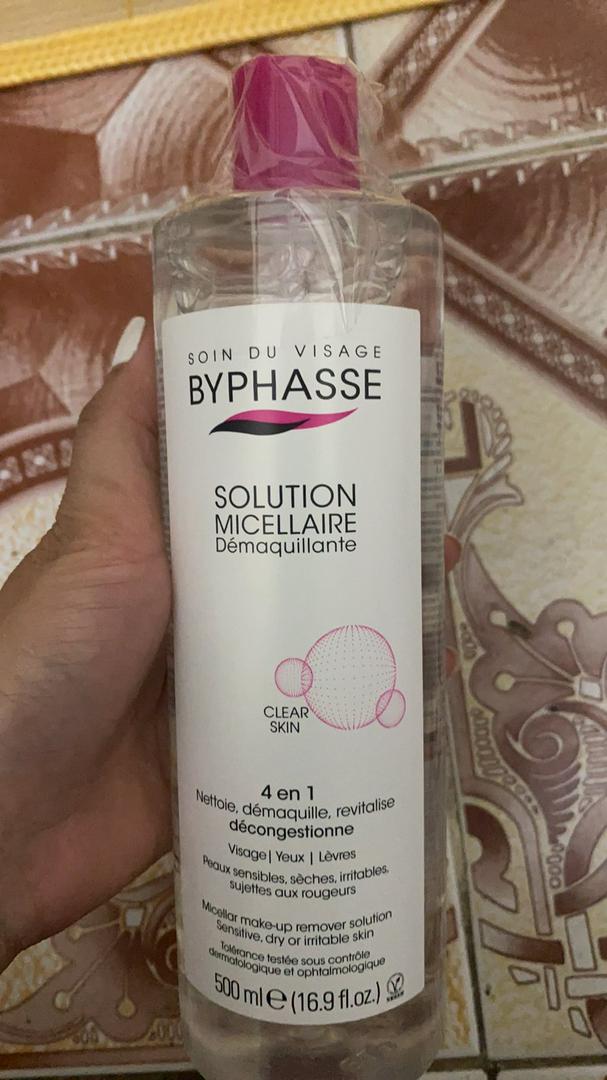 SOIN DU VISAGE
BYPHASSE
SOLUTION
MICELLAIRE
Démaquillante
CLEAR
SKIN
4 en 1
Nettoie, démaquille, revitalise
décongestionne
Visage | Yeux | Lèvres
Peaux sensibles, sèches, irritables,
sujettes aux rougeurs
Micellar make-up remover solution
Sensitive, dry or irritable skin
Tolérance testée sous contrôle
dermatologique et ophtalmologique
500 ml e (16.9 fl.oz.)